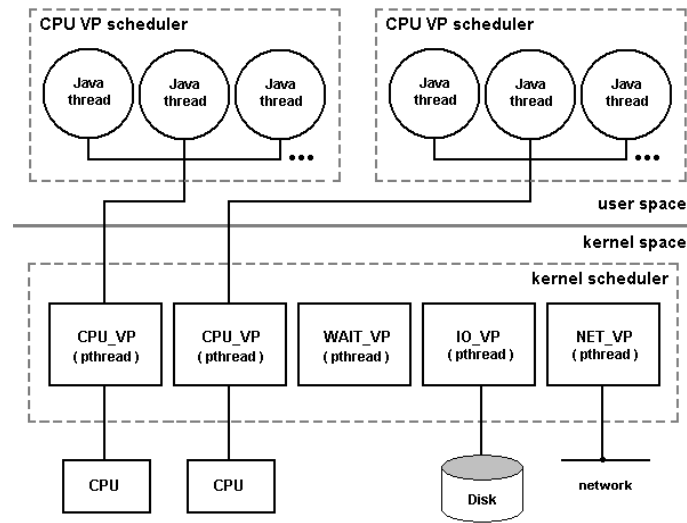 CPU VP scheduler
Java
thread
Java
thread
Java
thread
•••
CPU VP scheduler
Java
thread
Java
thread
Java
thread
•••
user space
kernel space
kernel scheduler
CPU_VP
( pthread )
CPU_VP
( pthread )
WAIT_VP
( pthread )
IO_VP
( pthread )
NET_VP
( pthread )
CPU
CPU
Disk
network